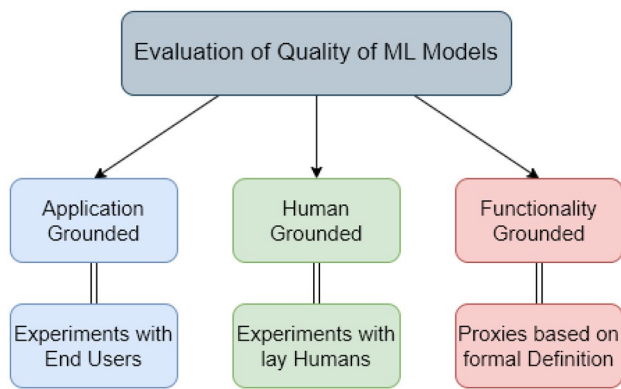 Evaluation of Quality of ML Models
Application
Grounded
Human
Grounded
Functionality
Grounded
Experiments with
End Users
Experiments with
lay Humans
Proxies based on
formal Definition